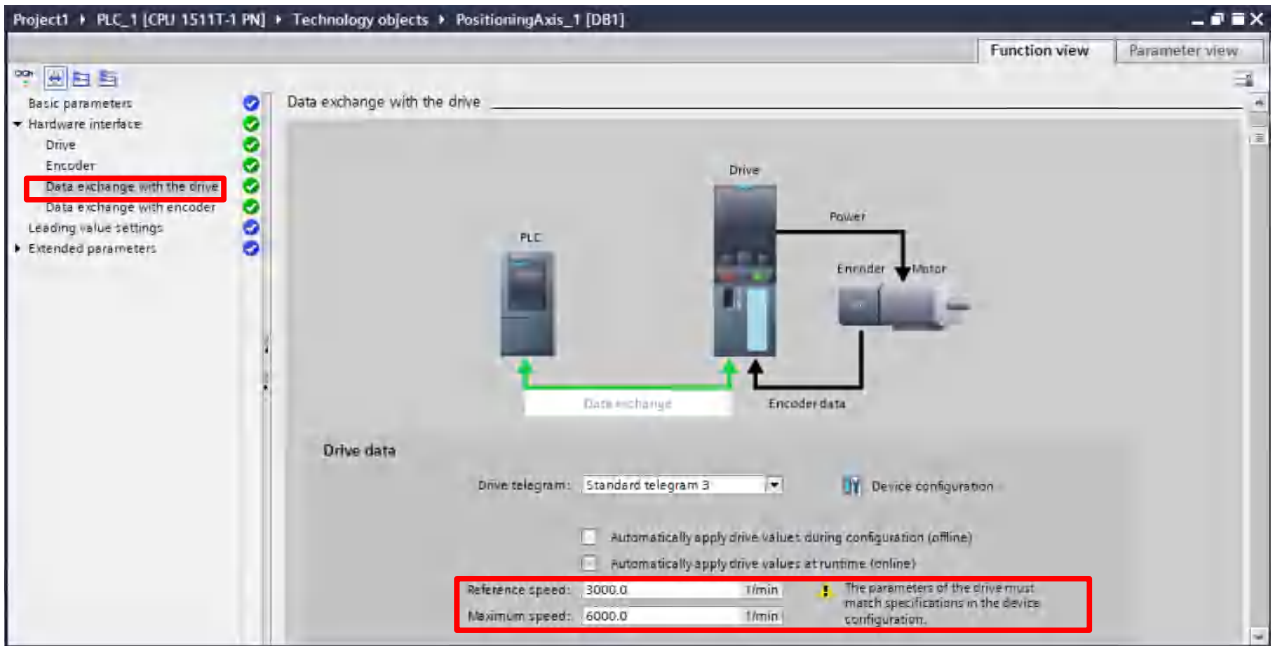 Project1 ▸ PLC_1 [CPU 1511T-1 PN] ▸ Technology objects ▸ PositioningAxis_1 [DB1]
Function view
Parameter view
Basic parameters
Hardware interface
Drive
Encoder
Data exchange with the drive
Data exchange with encoder
Leading value settings
Extended parameters
Data exchange with the drive
Drive
Power
PLC
Encoder
Motor
Data exchange
Encoder data
Drive data
Drive telegram: Standard telegram 3
Device configuration
Automatically apply drive values during configuration (offline)
Automatically apply drive values at runtime (online)
Reference speed: 3000.0 1/min
Maximum speed: 6000.0 1/min
The parameters of the drive must
match specifications in the device
configuration.